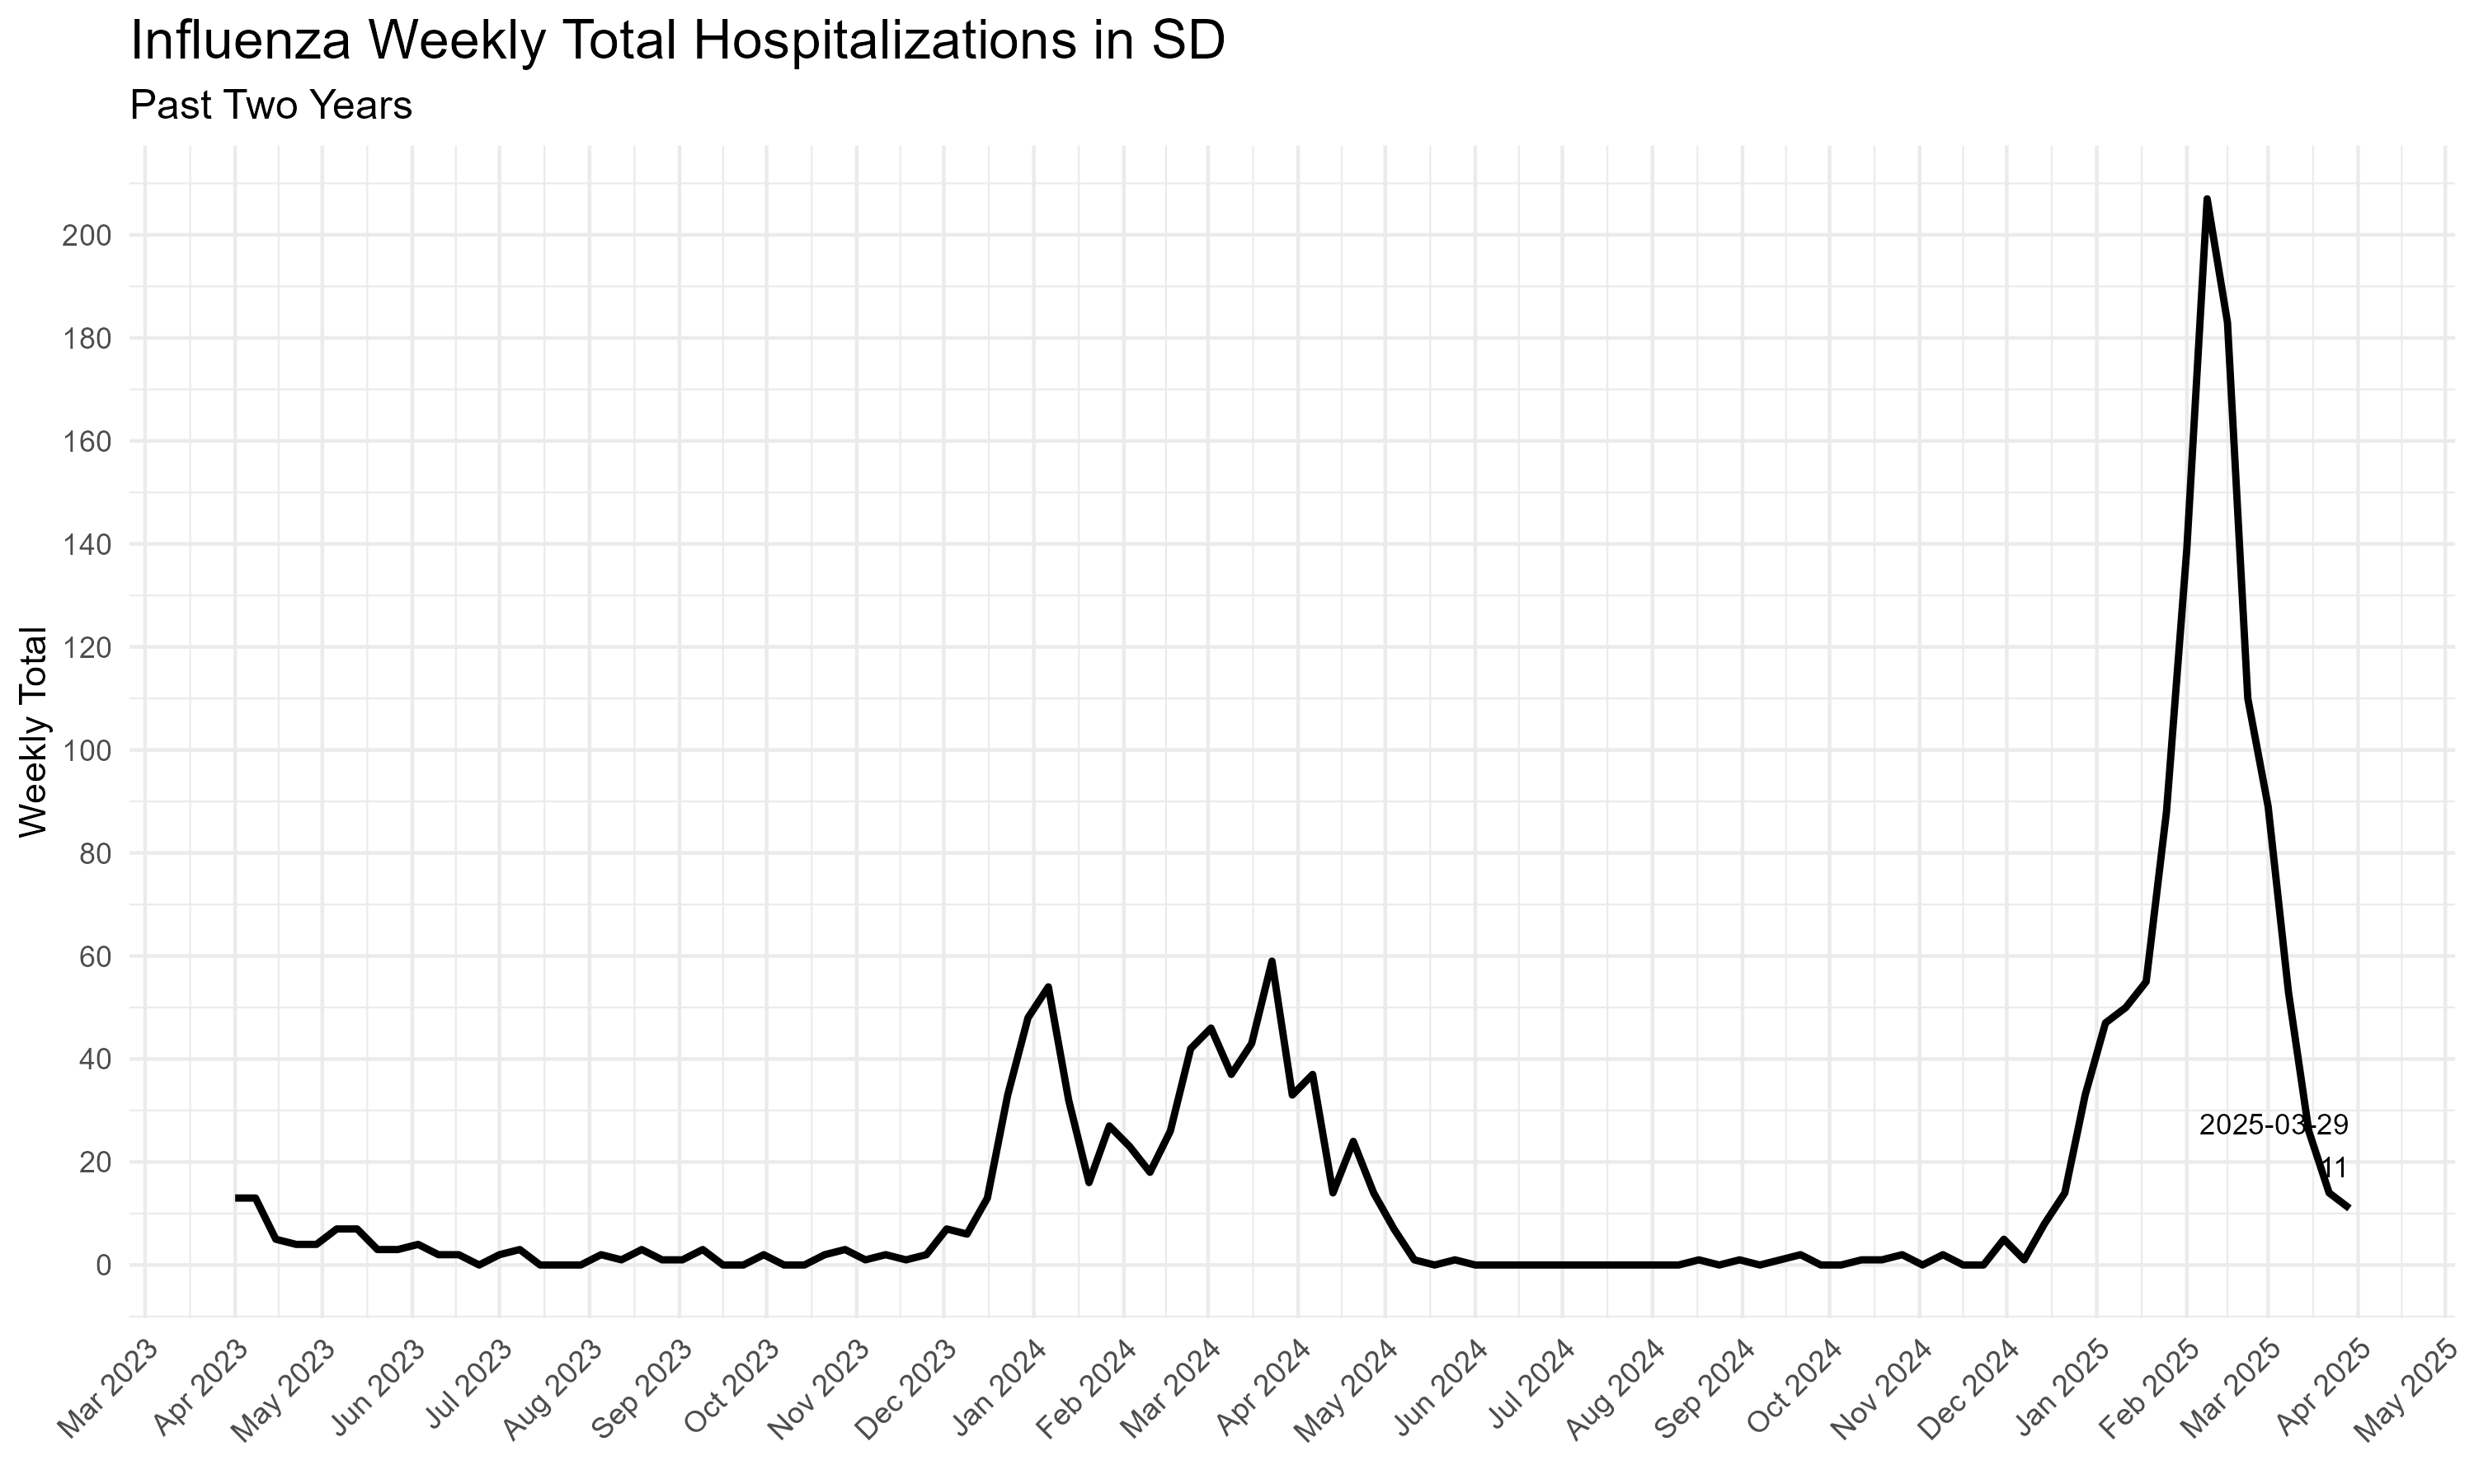 Influenza Weekly Total Hospitalizations in SD
Past Two Years
Weekly Total
200
180
160
140
120
100
80
60
40
20
0
2025-03-29
11
Mar 2023
Apr 2023
May 2023
Jun 2023
Jul 2023
Aug 2023
Sep 2023
Oct 2023
Nov 2023
Dec 2023
Jan 2024
Feb 2024
Mar 2024
Apr 2024
May 2024
Jun 2024
Jul 2024
Aug 2024
Sep 2024
Oct 2024
Nov 2024
Dec 2024
Jan 2025
Feb 2025
Mar 2025
Apr 2025
May 2025